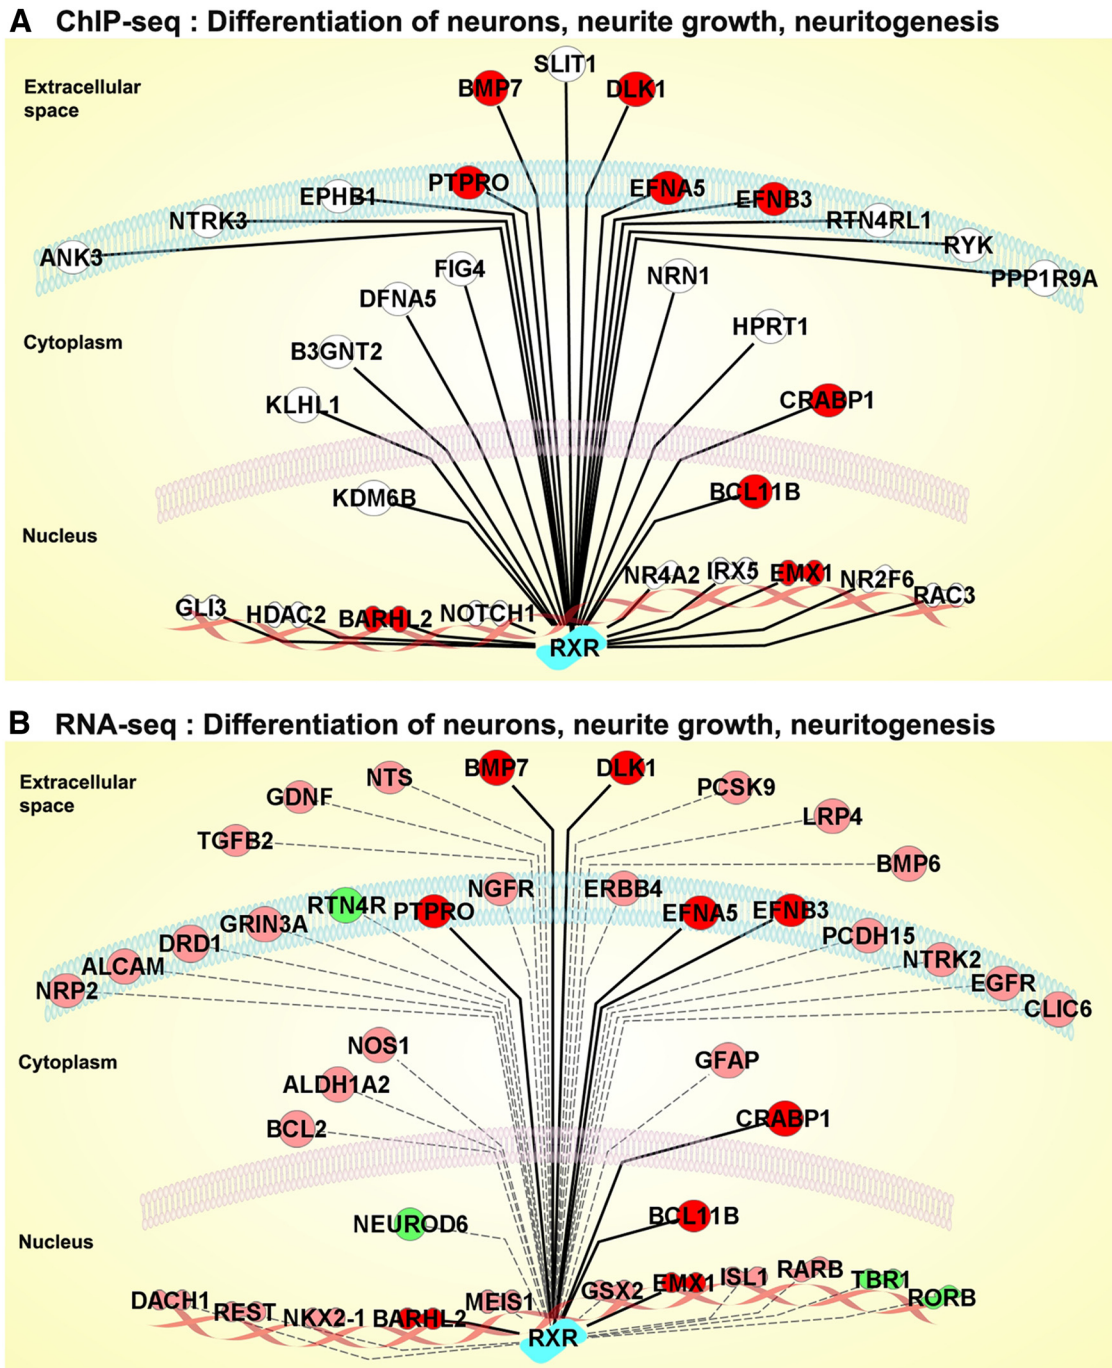 A ChIP-seq : Differentiation of neurons, neurite growth, neuritogenesis
Extracellular
space
SLIT1
BMP7
DLK1
PTPRO
EFNA5
EPHB1
EFNB3
NTRK3
RTN4RL1
ANK3
RYK
PPP1R9A
FIG4
NRN1
DFNA5
HPRT1
Cytoplasm
B3GNT2
KLHL1
CRABP1
KDM6B
BCL11B
Nucleus
NR4A2
IRX5
EMX1
NR2F6
RAC3
GLI3
HDAC2
BARHL2
NOTCH1
RXR
B RNA-seq : Differentiation of neurons, neurite growth, neuritogenesis
Extracellular
space
NTS
BMP7
DLK1
PCSK9
GDNF
LRP4
TGFB2
BMP6
NGFR
ERBB4
RTN4R
PTPRO
EFNA5
EFNB3
GRIN3A
DRD1
PCDH15
ALCAM
NTRK2
NRP2
EGFR
CLIC6
Cytoplasm
NOS1
GFAP
ALDH1A2
BCL2
CRABP1
NEUROD6
BCL11B
Nucleus
DACH1
REST
NKX2-1
BARHL2
MEIS1
GSX2
EMX1
ISL1
RARB
TBR1
RORB
RXR